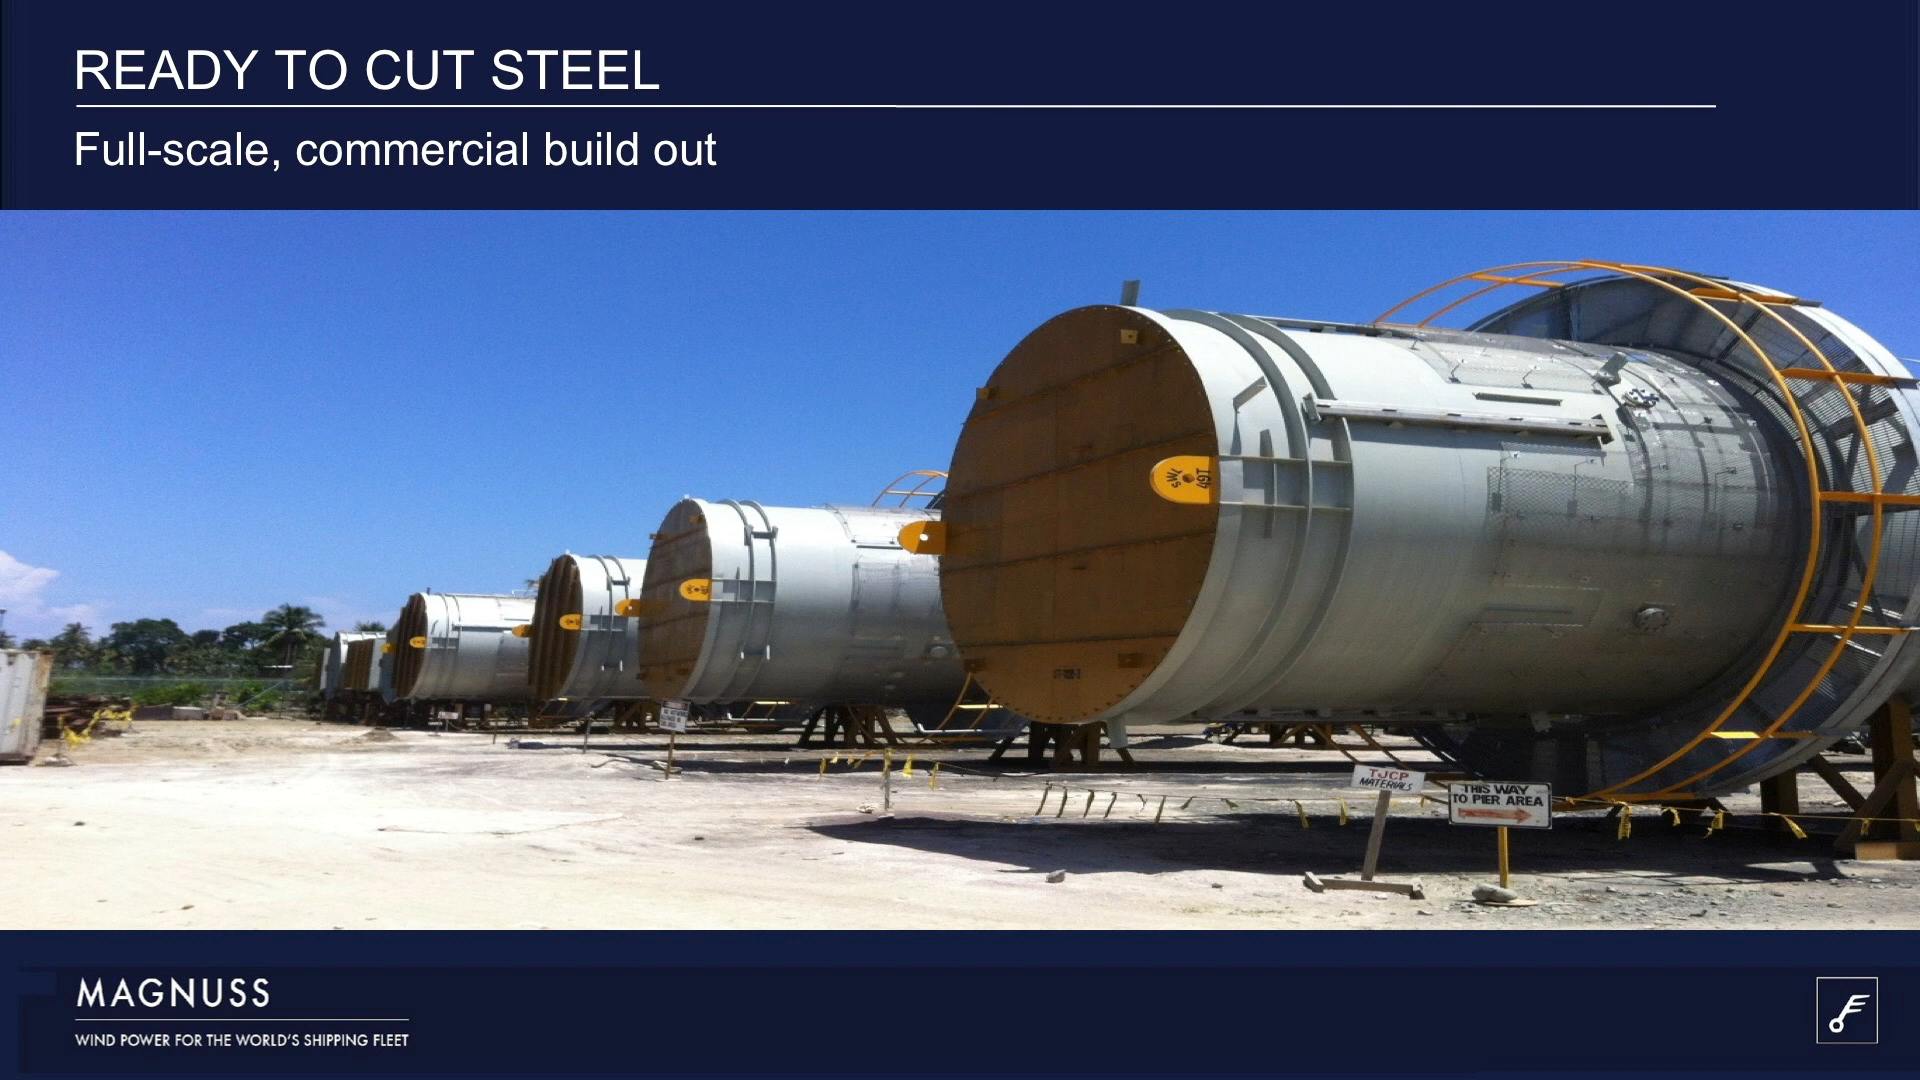 READY TO CUT STEEL
Full-scale, commercial build out
SWL
49T
TJCP
MATERIALS
THIS WAY
TO PIER AREA
MAGNUSS
WIND POWER FOR THE WORLD'S SHIPPING FLEET